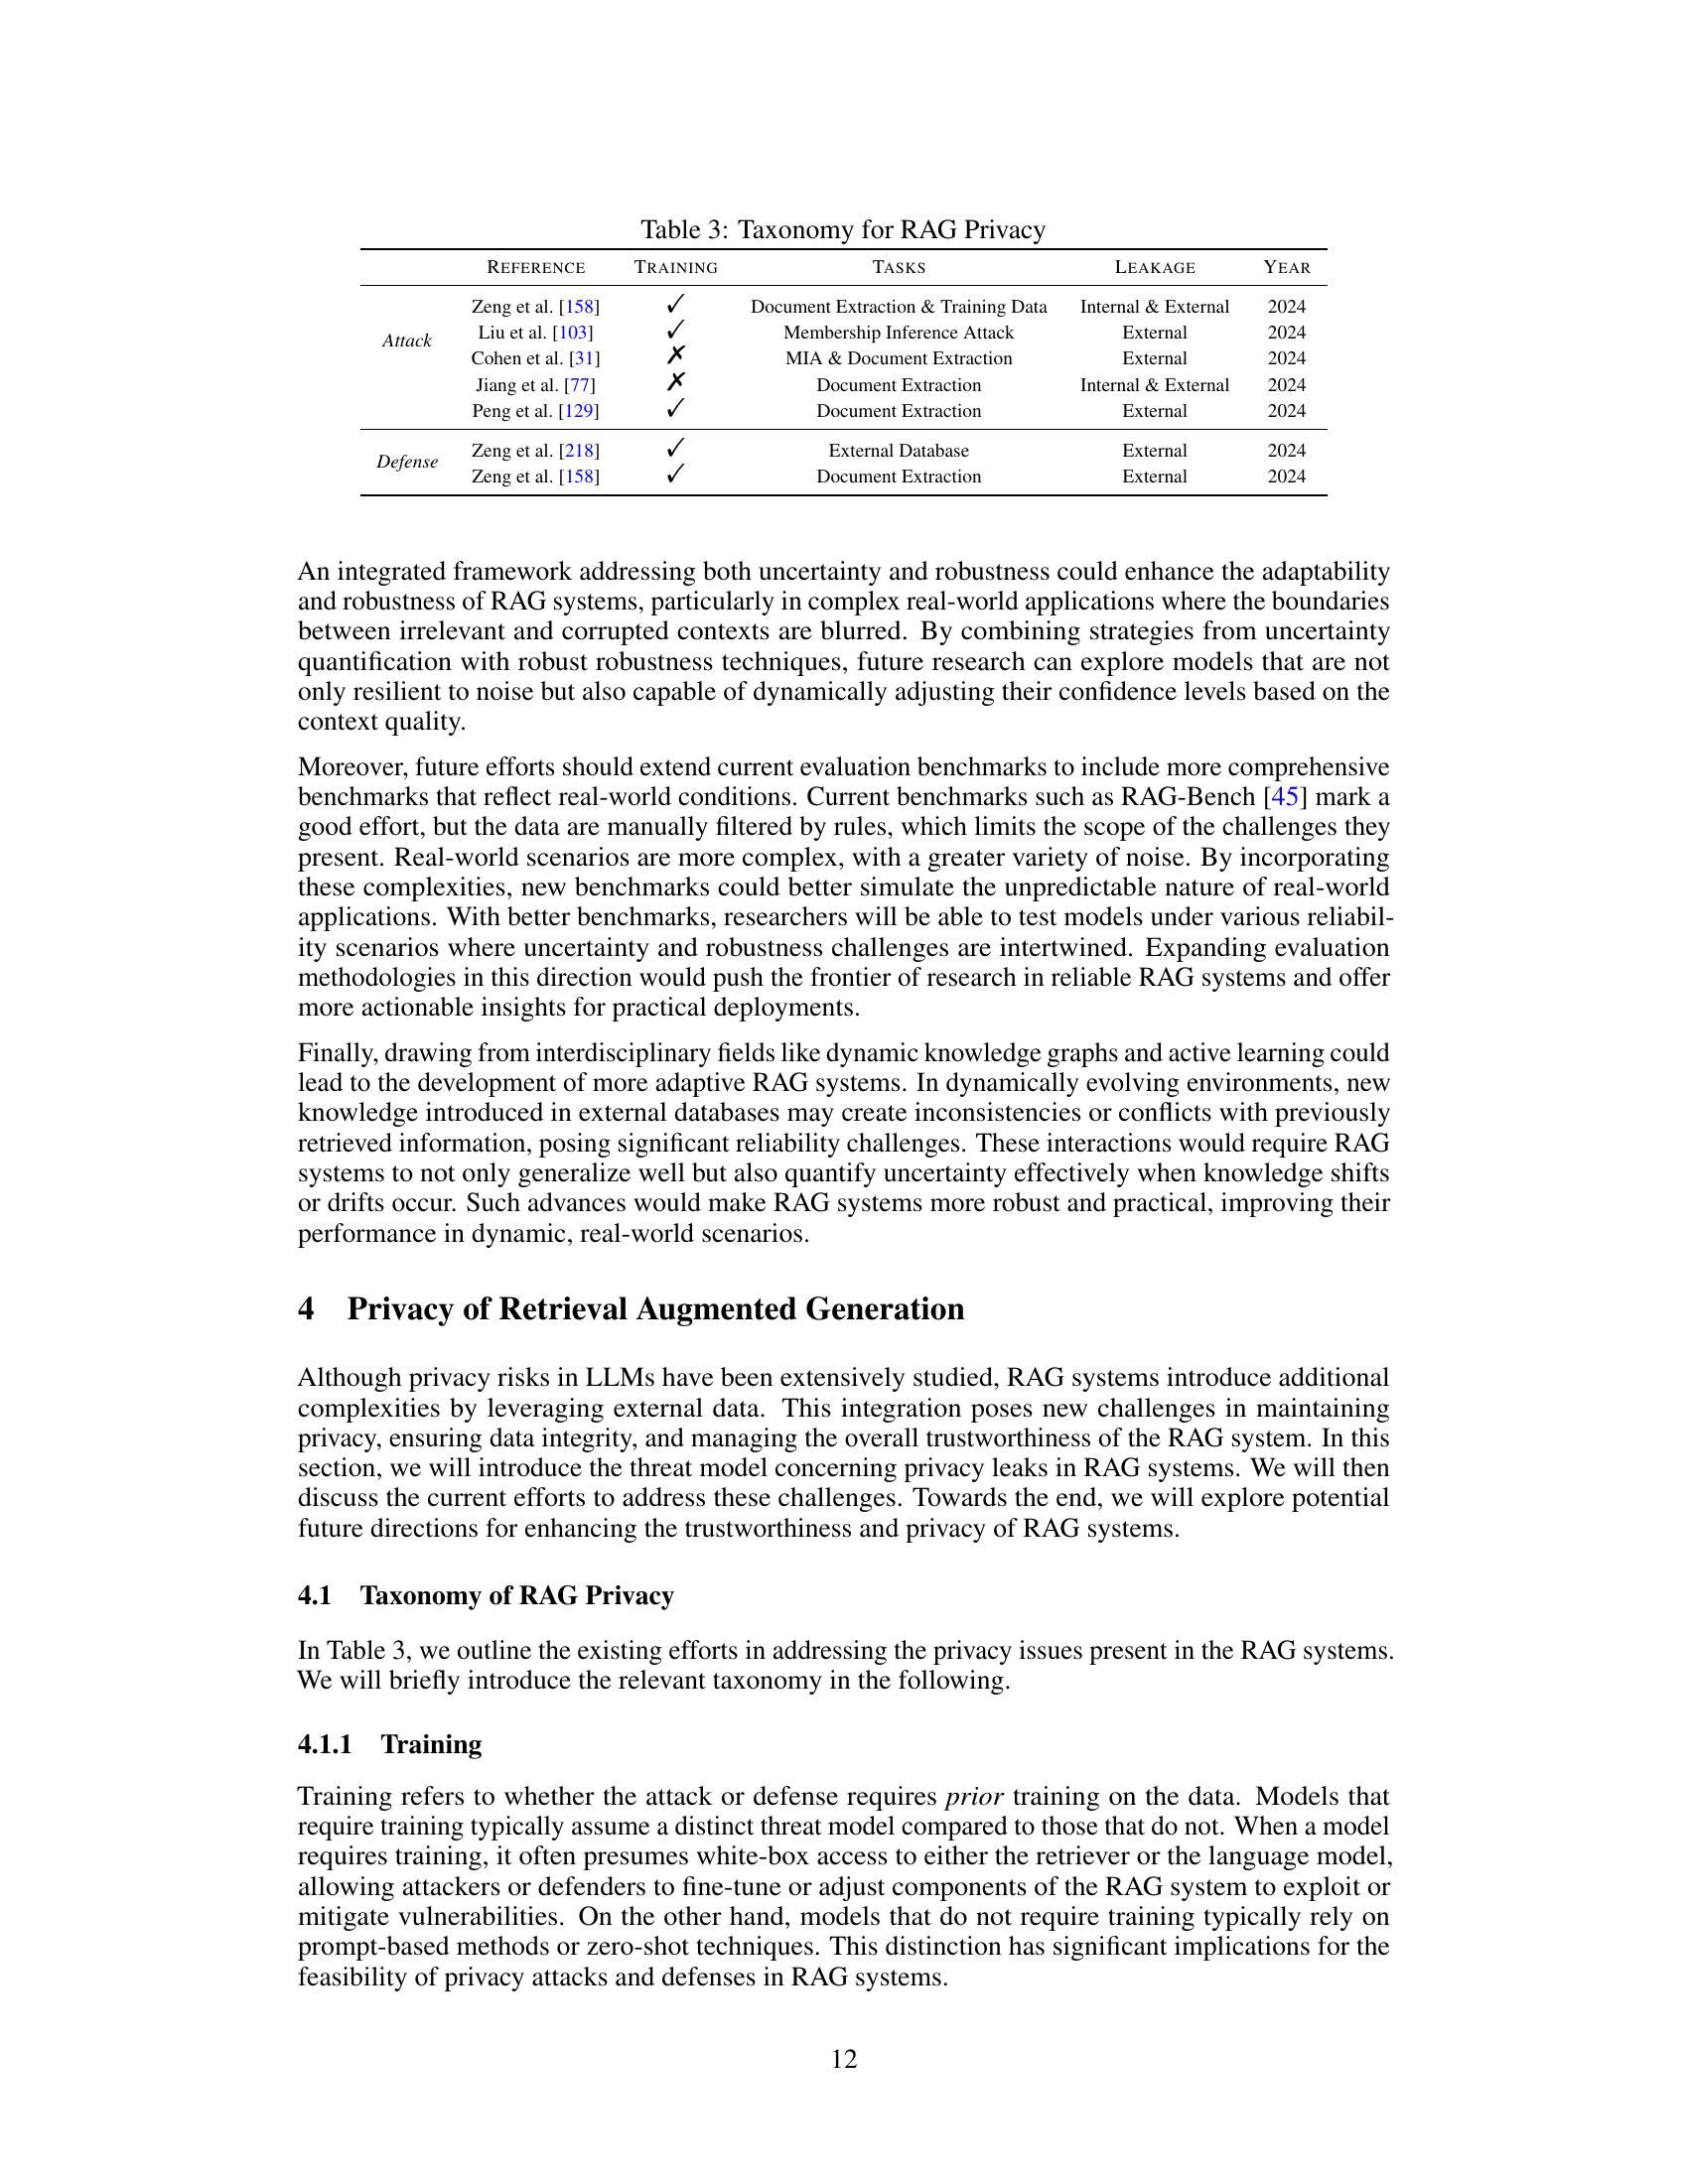 Table 3: Taxonomy for RAG Privacy
REFERENCE TRAINING TASKS LEAKAGE YEAR
Attack
Zeng et al. [158] ✓ Document Extraction & Training Data Internal & External 2024
Liu et al. [103] ✓ Membership Inference Attack External 2024
Cohen et al. [31] ✗ MIA & Document Extraction External 2024
Jiang et al. [77] ✗ Document Extraction Internal & External 2024
Peng et al. [129] ✓ Document Extraction External 2024
Defense
Zeng et al. [218] ✓ External Database External 2024
Zeng et al. [158] ✓ Document Extraction External 2024
An integrated framework addressing both uncertainty and robustness could enhance the adaptability
and robustness of RAG systems, particularly in complex real-world applications where the boundaries
between irrelevant and corrupted contexts are blurred. By combining strategies from uncertainty
quantification with robust robustness techniques, future research can explore models that are not
only resilient to noise but also capable of dynamically adjusting their confidence levels based on the
context quality.
Moreover, future efforts should extend current evaluation benchmarks to include more comprehensive
benchmarks that reflect real-world conditions. Current benchmarks such as RAG-Bench [45] mark a
good effort, but the data are manually filtered by rules, which limits the scope of the challenges they
present. Real-world scenarios are more complex, with a greater variety of noise. By incorporating
these complexities, new benchmarks could better simulate the unpredictable nature of real-world
applications. With better benchmarks, researchers will be able to test models under various reliabil-
ity scenarios where uncertainty and robustness challenges are intertwined. Expanding evaluation
methodologies in this direction would push the frontier of research in reliable RAG systems and offer
more actionable insights for practical deployments.
Finally, drawing from interdisciplinary fields like dynamic knowledge graphs and active learning could
lead to the development of more adaptive RAG systems. In dynamically evolving environments, new
knowledge introduced in external databases may create inconsistencies or conflicts with previously
retrieved information, posing significant reliability challenges. These interactions would require RAG
systems to not only generalize well but also quantify uncertainty effectively when knowledge shifts
or drifts occur. Such advances would make RAG systems more robust and practical, improving their
performance in dynamic, real-world scenarios.
4 Privacy of Retrieval Augmented Generation
Although privacy risks in LLMs have been extensively studied, RAG systems introduce additional
complexities by leveraging external data. This integration poses new challenges in maintaining
privacy, ensuring data integrity, and managing the overall trustworthiness of the RAG system. In this
section, we will introduce the threat model concerning privacy leaks in RAG systems. We will then
discuss the current efforts to address these challenges. Towards the end, we will explore potential
future directions for enhancing the trustworthiness and privacy of RAG systems.
4.1 Taxonomy of RAG Privacy
In Table 3, we outline the existing efforts in addressing the privacy issues present in the RAG systems.
We will briefly introduce the relevant taxonomy in the following.
4.1.1 Training
Training refers to whether the attack or defense requires prior training on the data. Models that
require training typically assume a distinct threat model compared to those that do not. When a model
requires training, it often presumes white-box access to either the retriever or the language model,
allowing attackers or defenders to fine-tune or adjust components of the RAG system to exploit or
mitigate vulnerabilities. On the other hand, models that do not require training typically rely on
prompt-based methods or zero-shot techniques. This distinction has significant implications for the
feasibility of privacy attacks and defenses in RAG systems.
12